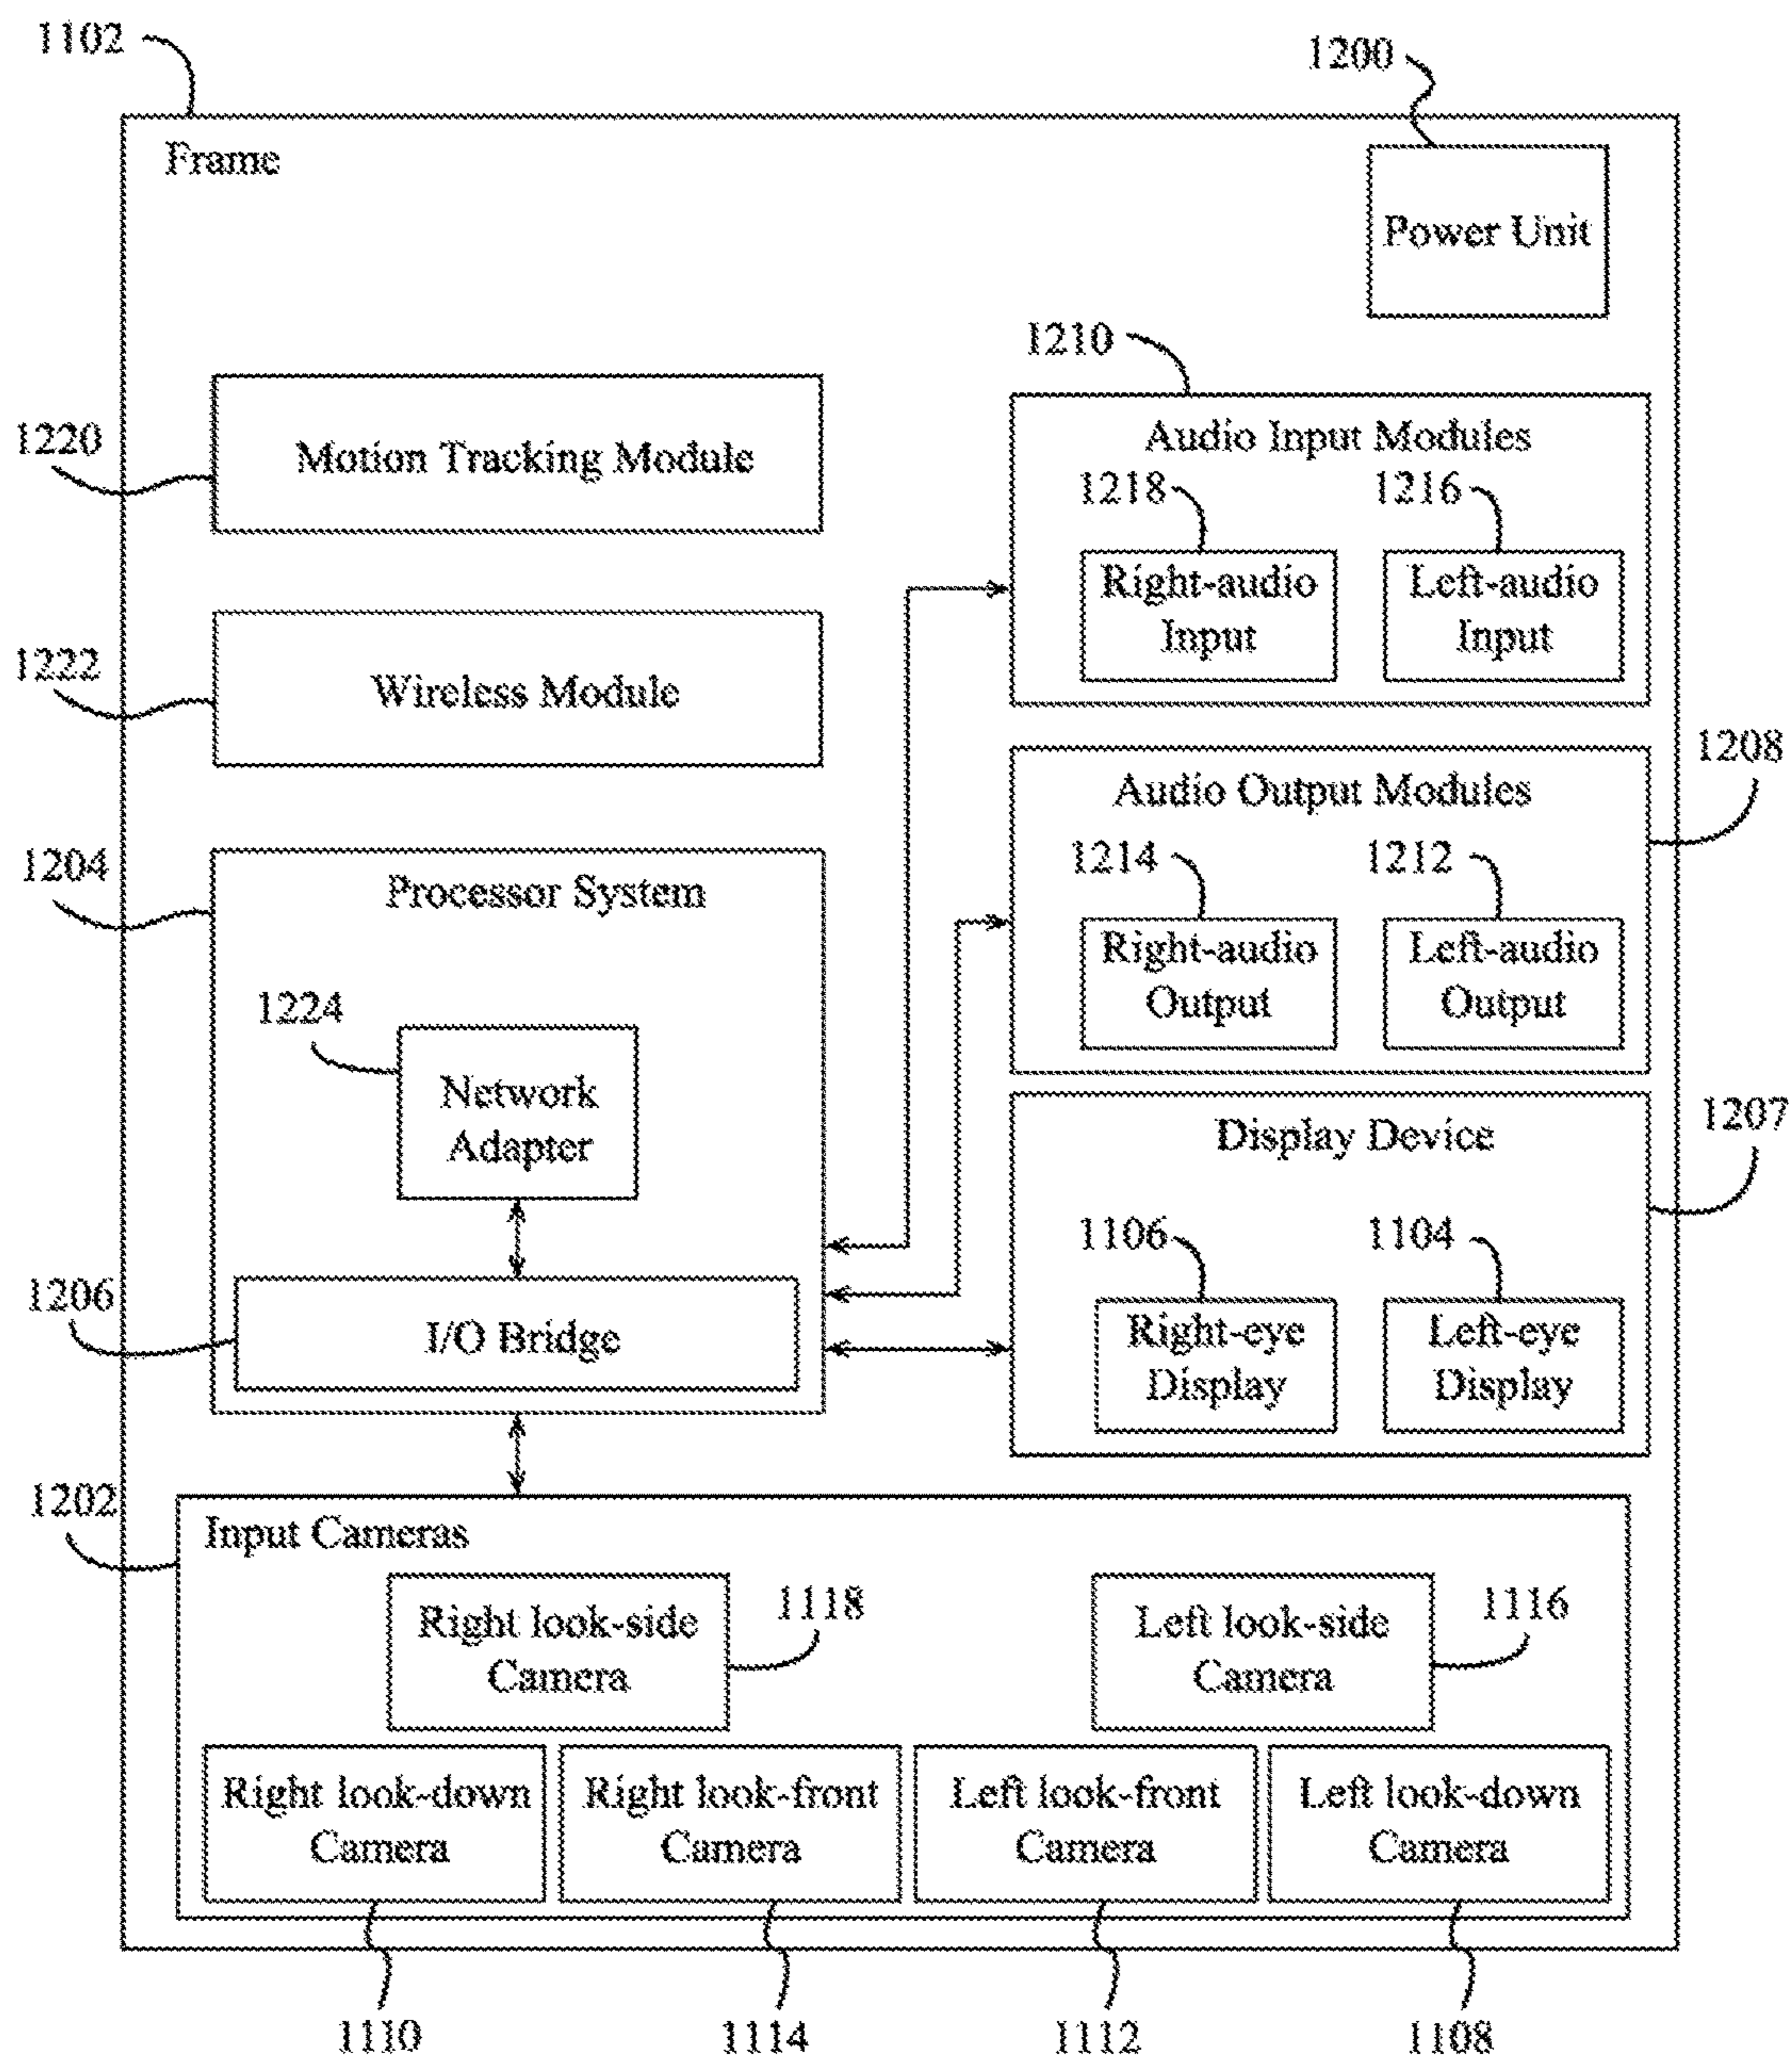 1102
1200
Frame
Power Unit
1210
1220
Motion Tracking Module
Audio Input Modules
1218
1216
Right-audio
Input
Left-audio
Input
1222
Wireless Module
1208
Audio Output Modules
1214
1212
Right-audio
Output
Left-audio
Output
1204
Processor System
1224
Network
Adapter
1207
Display Device
1106
1104
Right-eye
Display
Left-eye
Display
1206
I/O Bridge
1202
Input Cameras
Right look-side
Camera
1118
Left look-side
Camera
1116
Right look-down
Camera
Right look-front
Camera
Left look-front
Camera
Left look-down
Camera
1110
1114
1112
1108